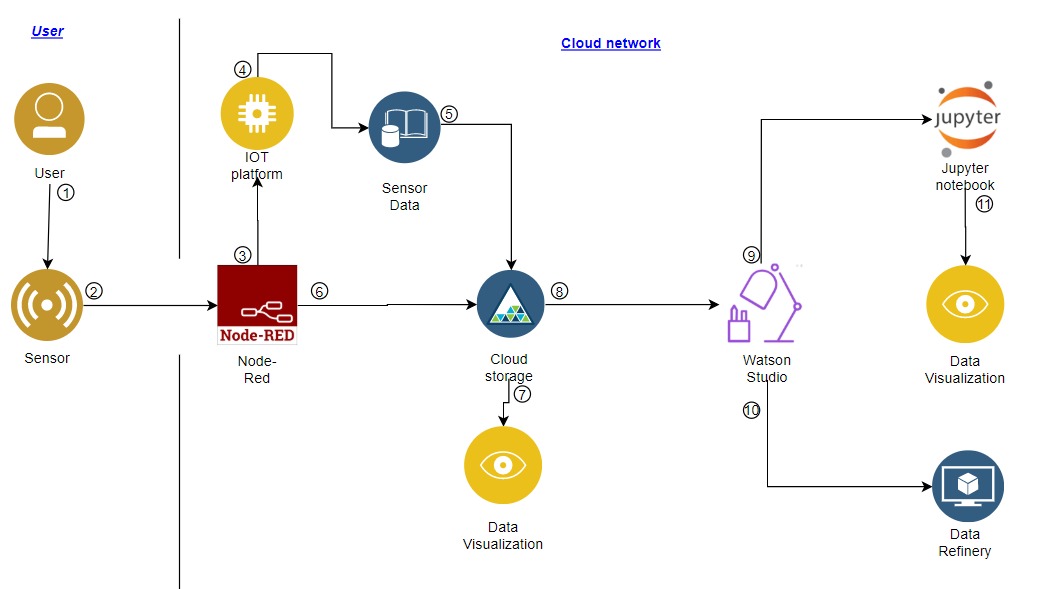 User
Cloud network
User
①
Sensor
②
Node-RED
Node-
Red
③
IOT
platform
④
Sensor
Data
⑤
⑥
Cloud
storage
⑦
Data
Visualization
⑧
Watson
Studio
⑨
jupyter
Jupyter
notebook
⑩
Data
Refinery
⑪
Data
Visualization